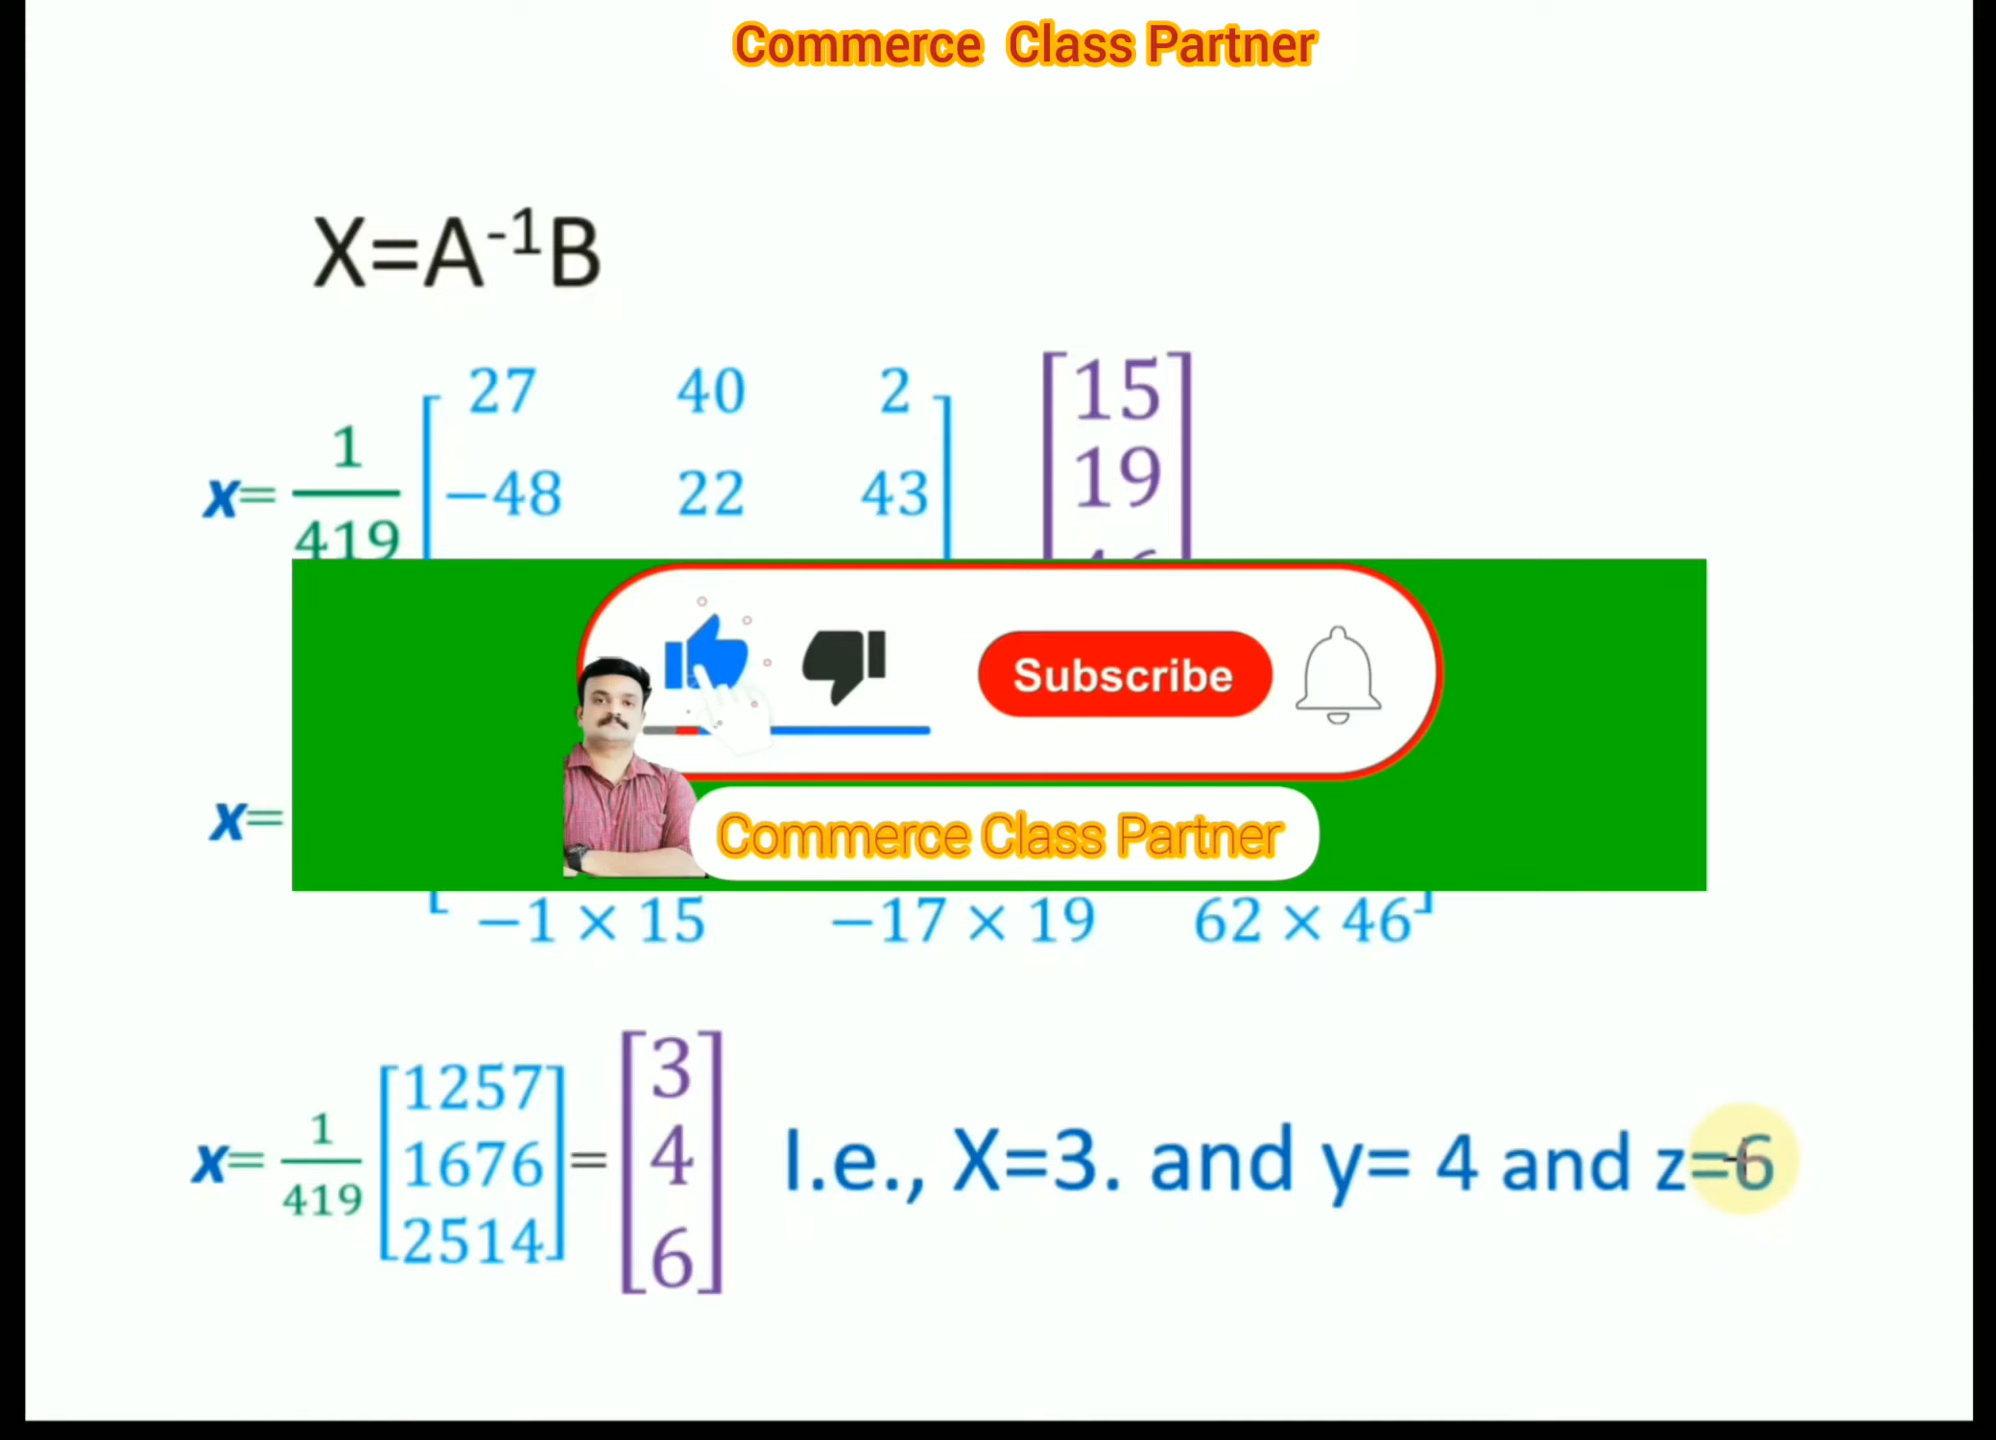 Commerce Class Partner
X=A-1B
27 40 2 15
1
x= -48 22 43 19
419
Subscribe
x=
Commerce Class Partner
−1 × 15 −17 × 19 62 × 46
x= 1/419 [1257 1676 2514] = [3 4 6] I.e., X=3. and y= 4 and z=6